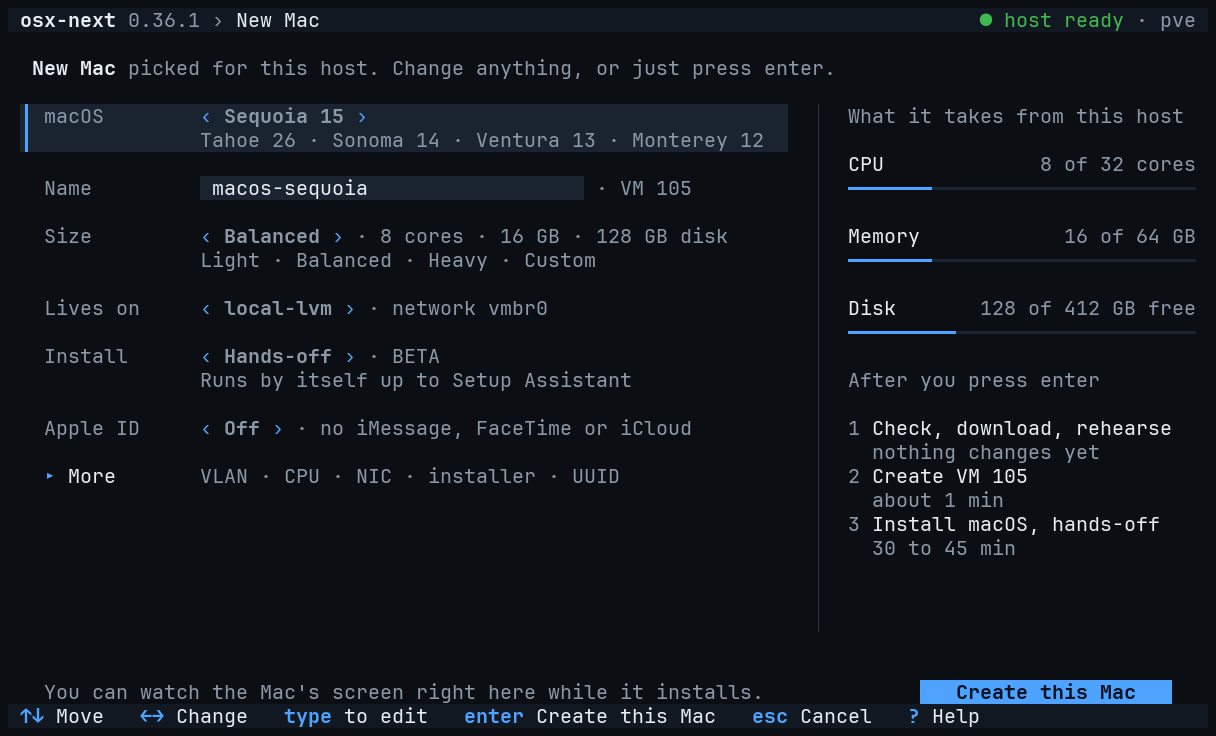 osx-next 0.36.1 › New Mac
● host ready · pve
New Mac picked for this host. Change anything, or just press enter.
macOS ‹ Sequoia 15 ›
Tahoe 26 · Sonoma 14 · Ventura 13 · Monterey 12
Name macos-sequoia · VM 105
Size ‹ Balanced › · 8 cores · 16 GB · 128 GB disk
Light · Balanced · Heavy · Custom
Lives on ‹ local-lvm › · network vmbr0
Install ‹ Hands-off › · BETA
Runs by itself up to Setup Assistant
Apple ID ‹ Off › · no iMessage, FaceTime or iCloud
▸ More VLAN · CPU · NIC · installer · UUID
What it takes from this host
CPU 8 of 32 cores
Memory 16 of 64 GB
Disk 128 of 412 GB free
After you press enter
1 Check, download, rehearse
nothing changes yet
2 Create VM 105
about 1 min
3 Install macOS, hands-off
30 to 45 min
You can watch the Mac's screen right here while it installs.
Create this Mac
↑↓ Move ←→ Change type to edit enter Create this Mac esc Cancel ? Help